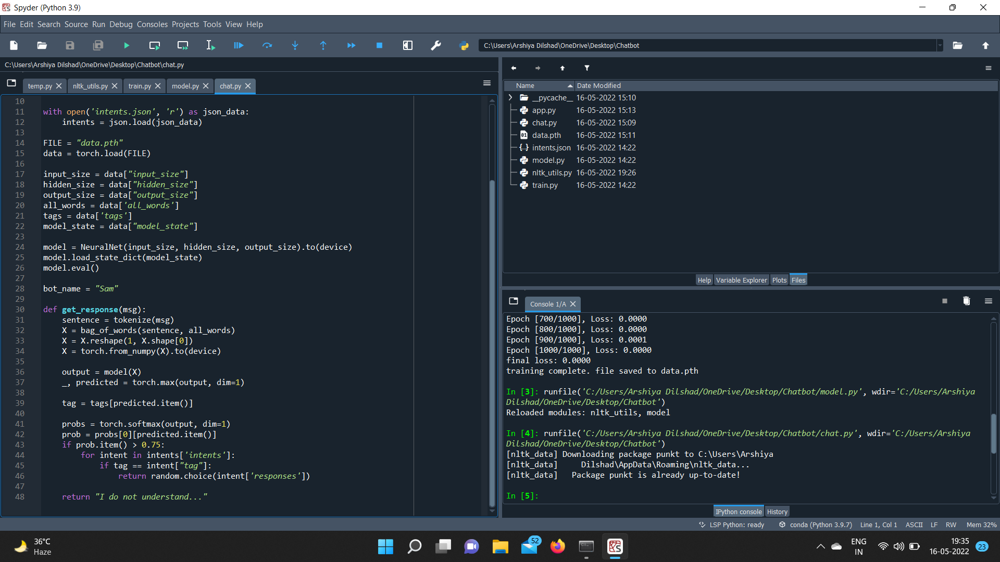 Spyder (Python 3.9)
File Edit Search Source Run Debug Consoles Projects Tools View Help
C:\Users\Arshiya Dilshad\OneDrive\Desktop\Chatbot
C:\Users\Arshiya Dilshad\OneDrive\Desktop\Chatbot\chat.py
temp.py nltk_utils.py train.py model.py chat.py
10
11 with open('intents.json', 'r') as json_data:
12     intents = json.load(json_data)
13
14 FILE = "data.pth"
15 data = torch.load(FILE)
16
17 input_size = data["input_size"]
18 hidden_size = data["hidden_size"]
19 output_size = data["output_size"]
20 all_words = data['all_words']
21 tags = data['tags']
22 model_state = data["model_state"]
23
24 model = NeuralNet(input_size, hidden_size, output_size).to(device)
25 model.load_state_dict(model_state)
26 model.eval()
27
28 bot_name = "Sam"
29
30 def get_response(msg):
31     sentence = tokenize(msg)
32     X = bag_of_words(sentence, all_words)
33     X = X.reshape(1, X.shape[0])
34     X = torch.from_numpy(X).to(device)
35
36     output = model(X)
37     _, predicted = torch.max(output, dim=1)
38
39     tag = tags[predicted.item()]
40
41     probs = torch.softmax(output, dim=1)
42     prob = probs[0][predicted.item()]
43     if prob.item() > 0.75:
44         for intent in intents['intents']:
45             if tag == intent["tag"]:
46                 return random.choice(intent['responses'])
47
48     return "I do not understand..."
Name Date Modified
__pycache__ 16-05-2022 15:10
app.py 16-05-2022 15:13
chat.py 16-05-2022 15:09
data.pth 16-05-2022 15:11
intents.json 16-05-2022 14:22
model.py 16-05-2022 14:22
nltk_utils.py 16-05-2022 19:26
train.py 16-05-2022 14:22
Help Variable Explorer Plots Files
Console 1/A
Epoch [700/1000], Loss: 0.0000
Epoch [800/1000], Loss: 0.0000
Epoch [900/1000], Loss: 0.0001
Epoch [1000/1000], Loss: 0.0000
final loss: 0.0000
training complete. file saved to data.pth
In [3]: runfile('C:/Users/Arshiya Dilshad/OneDrive/Desktop/Chatbot/model.py', wdir='C:/Users/Arshiya
Dilshad/OneDrive/Desktop/Chatbot')
Reloaded modules: nltk_utils, model
In [4]: runfile('C:/Users/Arshiya Dilshad/OneDrive/Desktop/Chatbot/chat.py', wdir='C:/Users/Arshiya
Dilshad/OneDrive/Desktop/Chatbot')
[nltk_data] Downloading package punkt to C:\Users\Arshiya
[nltk_data]     Dilshad\AppData\Roaming\nltk_data...
[nltk_data]   Package punkt is already up-to-date!
In [5]:
IPython console History
LSP Python: ready conda (Python 3.9.7) Line 1, Col 1 ASCII LF RW Mem 32%
36°C
Haze
52
ENG
IN
19:35
16-05-2022
23